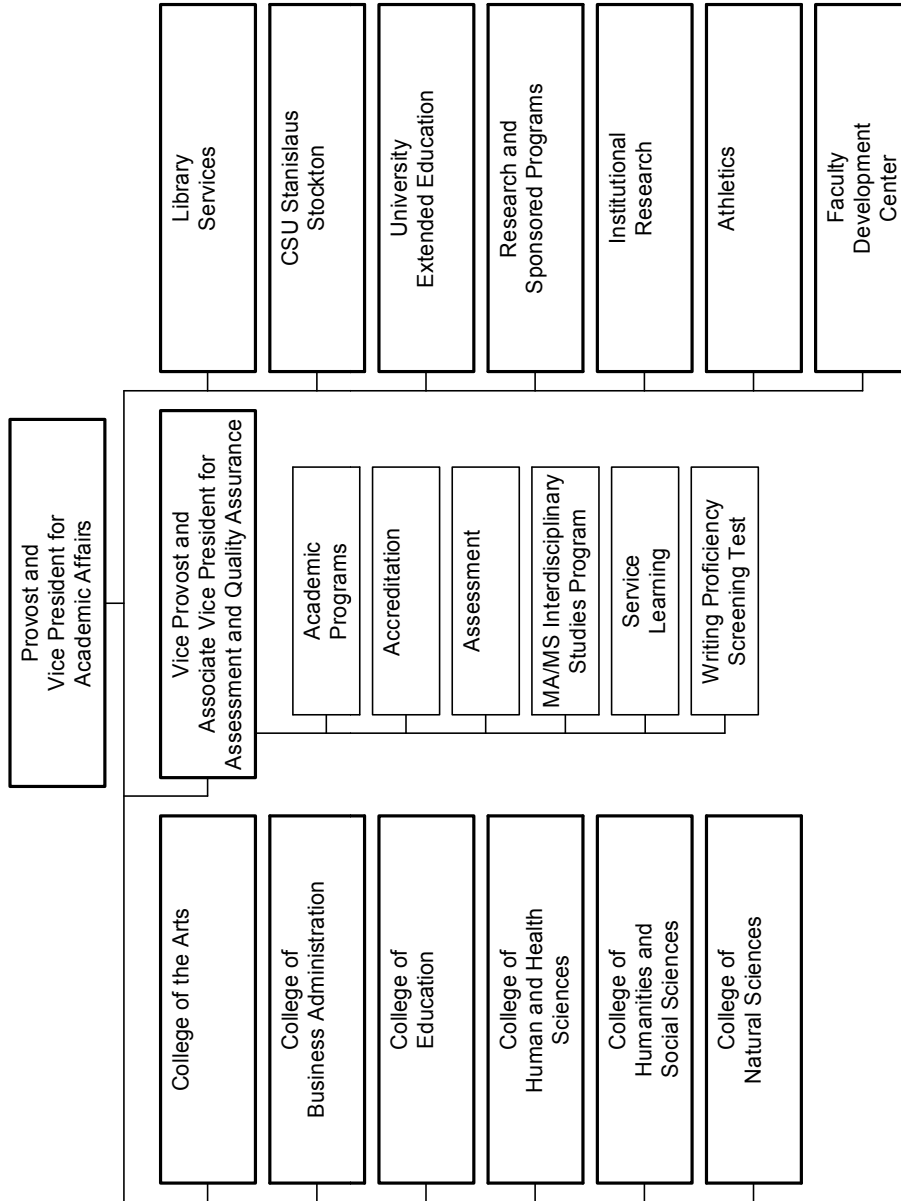 Provost and
Vice President for
Academic Affairs
College of the Arts
College of
Business Administration
College of
Education
College of
Human and Health
Sciences
College of
Humanities and
Social Sciences
College of
Natural Sciences
Vice Provost and
Associate Vice President for
Assessment and Quality Assurance
Academic
Programs
Accreditation
Assessment
MA/MS Interdisciplinary
Studies Program
Service
Learning
Writing Proficiency
Screening Test
Library
Services
CSU Stanislaus
Stockton
University
Extended Education
Research and
Sponsored Programs
Institutional
Research
Athletics
Faculty
Development
Center